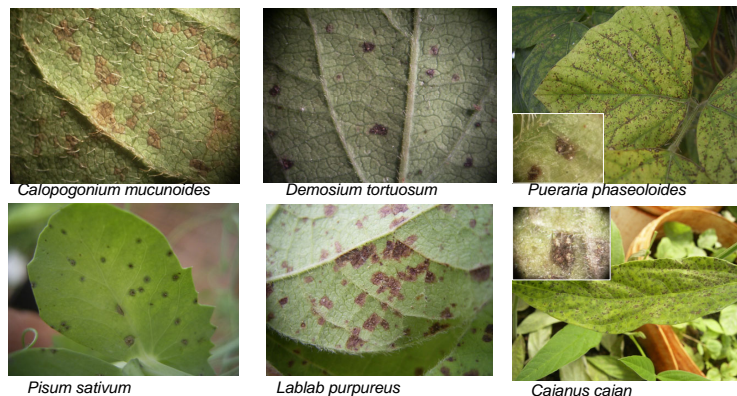 Calopogonium mucunoides
Demosium tortuosum
Pueraria phaseoloides
Pisum sativum
Lablab purpureus
Cajanus cajan